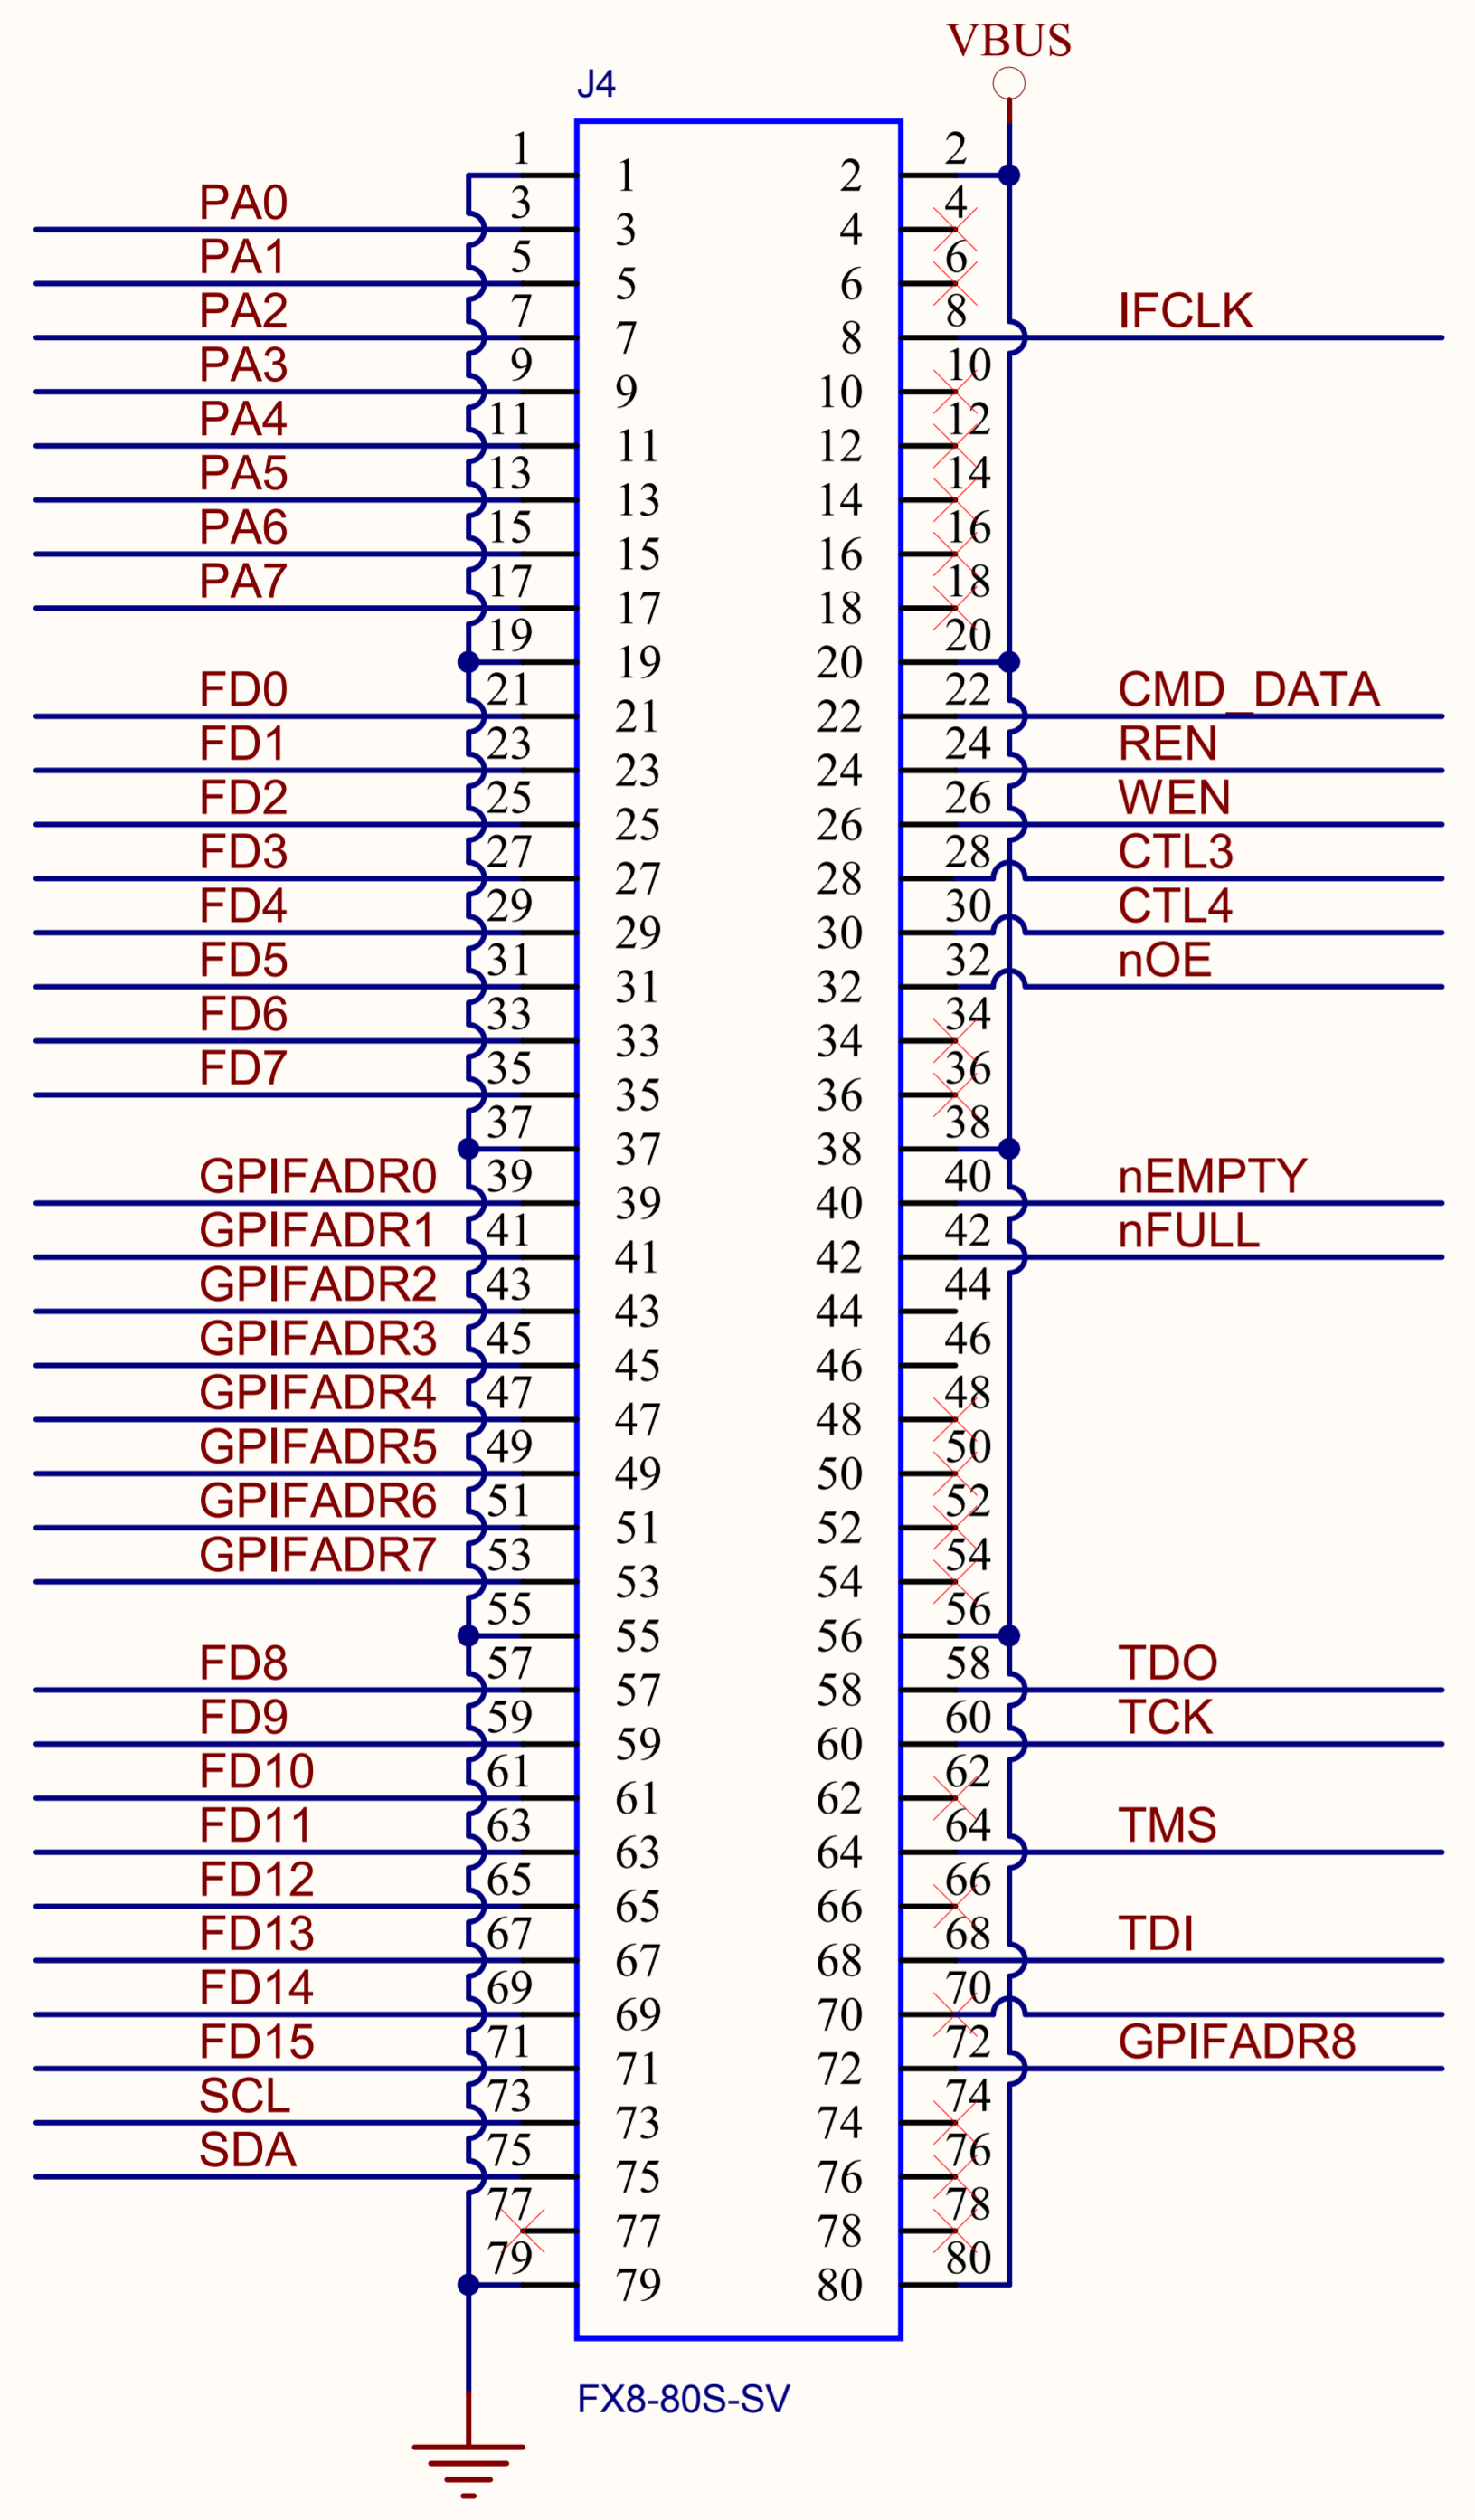 VBUS
J4
1 1 2 2
PA0 3 3 4 4
PA1 5 5 6 6
PA2 7 7 8 8 IFCLK
PA3 9 9 10 10
PA4 11 11 12 12
PA5 13 13 14 14
PA6 15 15 16 16
PA7 17 17 18 18
19 19 20 20
FD0 21 21 22 22 CMD_DATA
FD1 23 23 24 24 REN
FD2 25 25 26 26 WEN
FD3 27 27 28 28 CTL3
FD4 29 29 30 30 CTL4
FD5 31 31 32 32 nOE
FD6 33 33 34 34
FD7 35 35 36 36
37 37 38 38
GPIFADR0 39 39 40 40 nEMPTY
GPIFADR1 41 41 42 42 nFULL
GPIFADR2 43 43 44 44
GPIFADR3 45 45 46 46
GPIFADR4 47 47 48 48
GPIFADR5 49 49 50 50
GPIFADR6 51 51 52 52
GPIFADR7 53 53 54 54
55 55 56 56
FD8 57 57 58 58 TDO
FD9 59 59 60 60 TCK
FD10 61 61 62 62
FD11 63 63 64 64 TMS
FD12 65 65 66 66
FD13 67 67 68 68 TDI
FD14 69 69 70 70
FD15 71 71 72 72 GPIFADR8
SCL 73 73 74 74
SDA 75 75 76 76
77 77 78 78
79 79 80 80
FX8-80S-SV